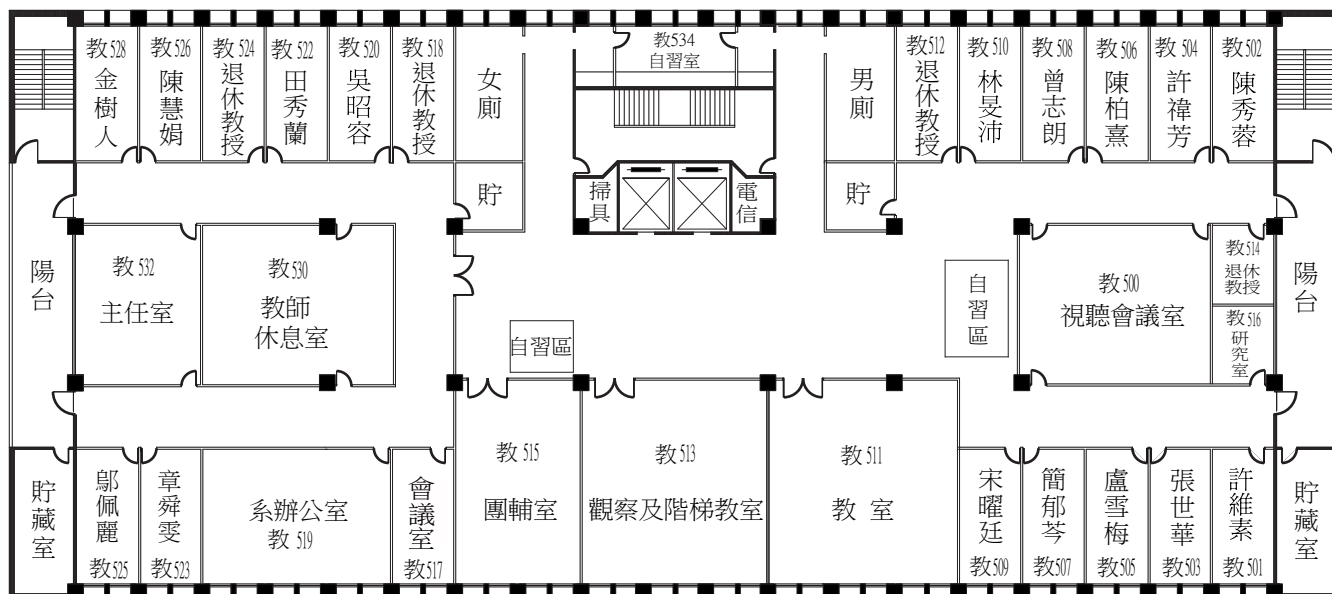 教528
金樹人
教526
陳慧娟
教524
退休教授
教522
田秀蘭
教520
吳昭容
教518
退休教授
女廁
教534
自習室
男廁
教512
退休教授
教510
林旻沛
教508
曾志朗
教506
陳柏熹
教504
許禕芳
教502
陳秀蓉
貯
掃具
電信
貯
陽台
教532
主任室
教530
教師
休息室
自習區
自習區
教500
視聽會議室
教514
退休
教授
教516
研究室
陽台
貯藏室
鄔佩麗
教525
章舜雯
教523
系辦公室
教519
會議室
教517
教515
團輔室
教513
觀察及階梯教室
教511
教室
宋曜廷
教509
簡郁芩
教507
盧雪梅
教505
張世華
教503
許維素
教501
貯藏室